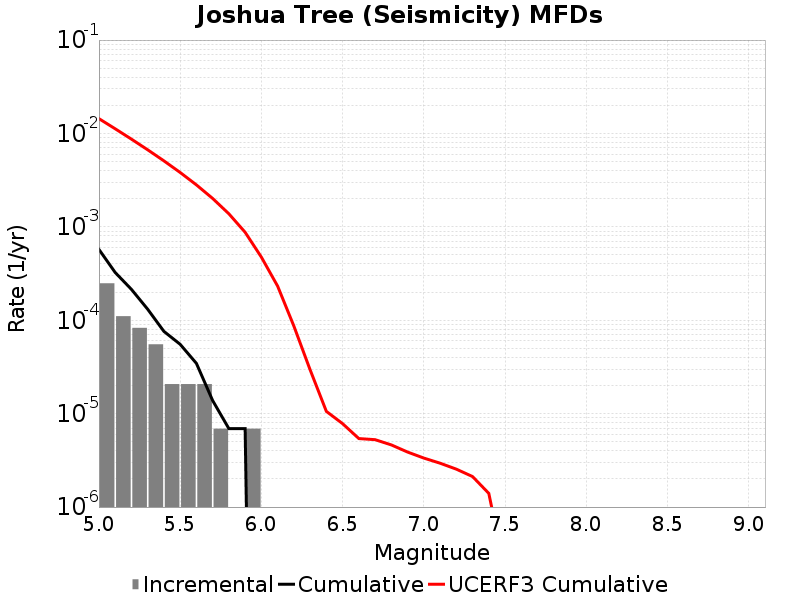 Joshua Tree (Seismicity) MFDs
Rate (1/yr)
10-1
10-2
10-3
10-4
10-5
10-6
5.0 5.5 6.0 6.5 7.0 7.5 8.0 8.5 9.0
Magnitude
Incremental Cumulative UCERF3 Cumulative